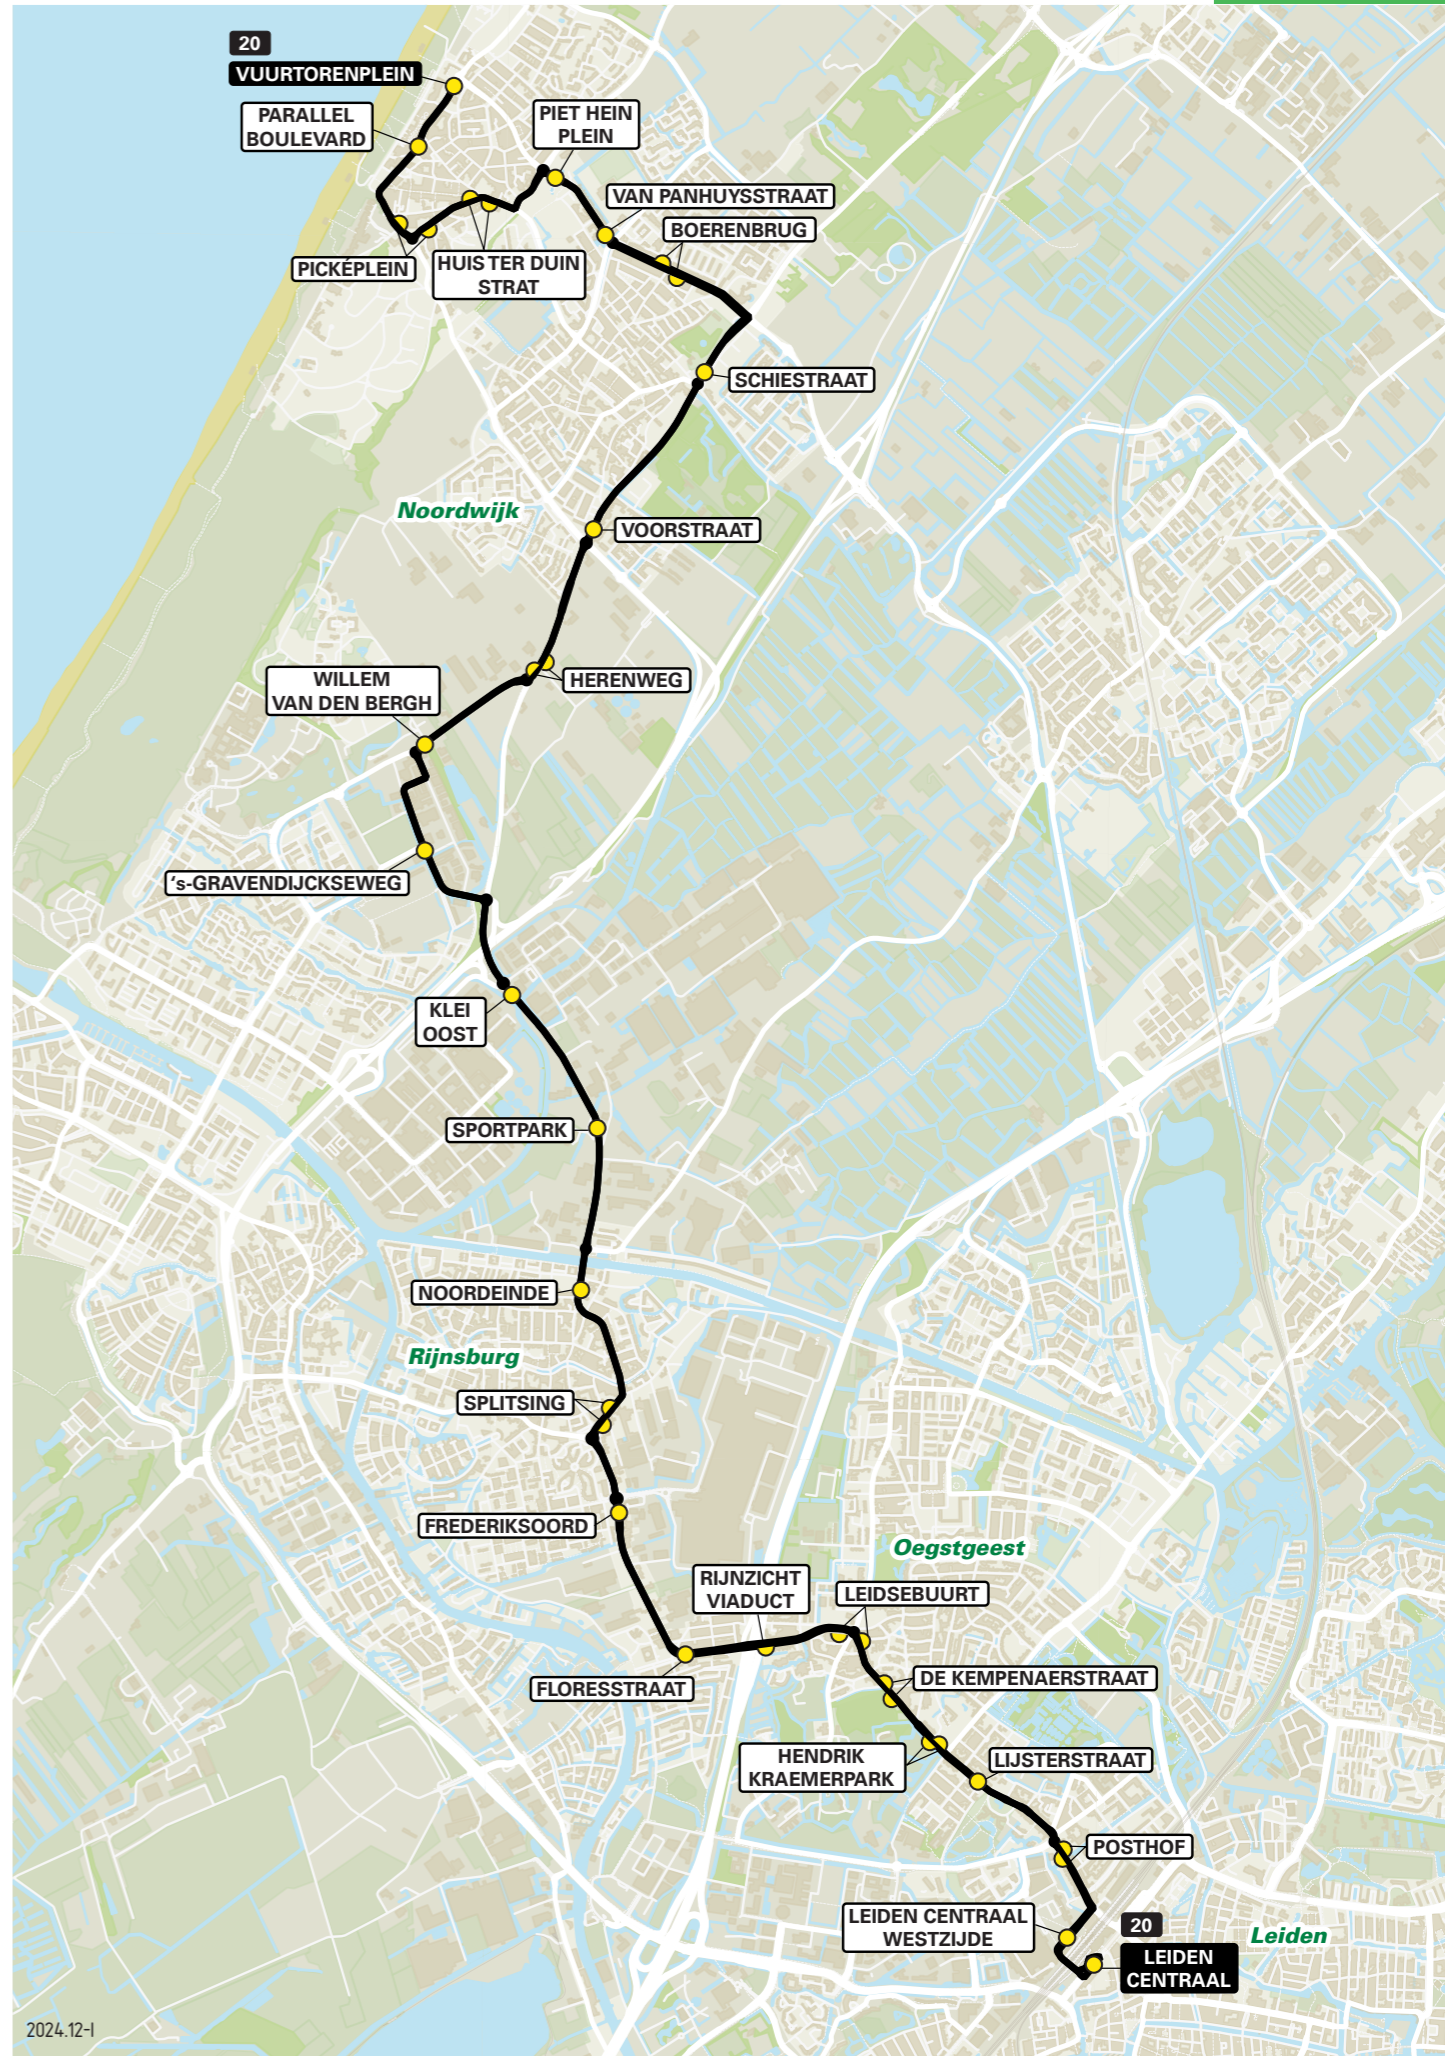 20
VUURTORENPLEIN
PARALLEL
BOULEVARD
PIET HEIN
PLEIN
VAN PANHUYSSTRAAT
BOERENBRUG
PICKÉPLEIN
HUIS TER DUIN
STRAT
SCHIESTRAAT
Noordwijk
VOORSTRAAT
WILLEM
VAN DEN BERGH
HERENWEG
's-GRAVENDIJCKSEWEG
KLEI
OOST
SPORTPARK
NOORDEINDE
Rijnsburg
SPLITSING
FREDERIKSOORD
Oegstgeest
RIJNZICHT
VIADUCT
LEIDSEBUURT
FLORESSTRAAT
DE KEMPENAERSTRAAT
HENDRIK
KRAEMERPARK
LIJSTERSTRAAT
POSTHOF
LEIDEN CENTRAAL
WESTZIJDE
20
LEIDEN
CENTRAAL
Leiden
2024.12-I